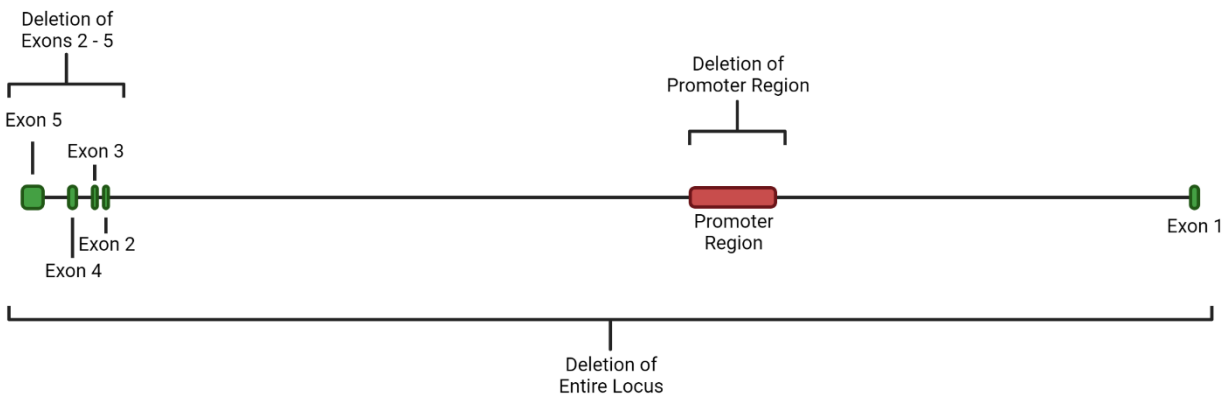 Deletion of
Exons 2 - 5
Deletion of
Promoter Region
Exon 5
Exon 3
Promoter
Region
Exon 1
Exon 2
Exon 4
Deletion of
Entire Locus